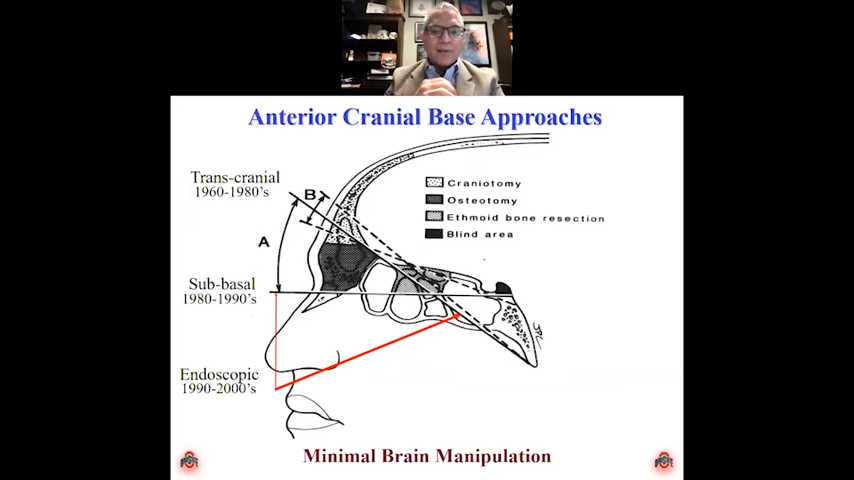 Anterior Cranial Base Approaches
Trans-cranial
1960-1980's
B
A
Craniotomy
Osteotomy
Ethmoid bone resection
Blind area
Sub-basal
1980-1990's
Endoscopic
1990-2000's
Minimal Brain Manipulation